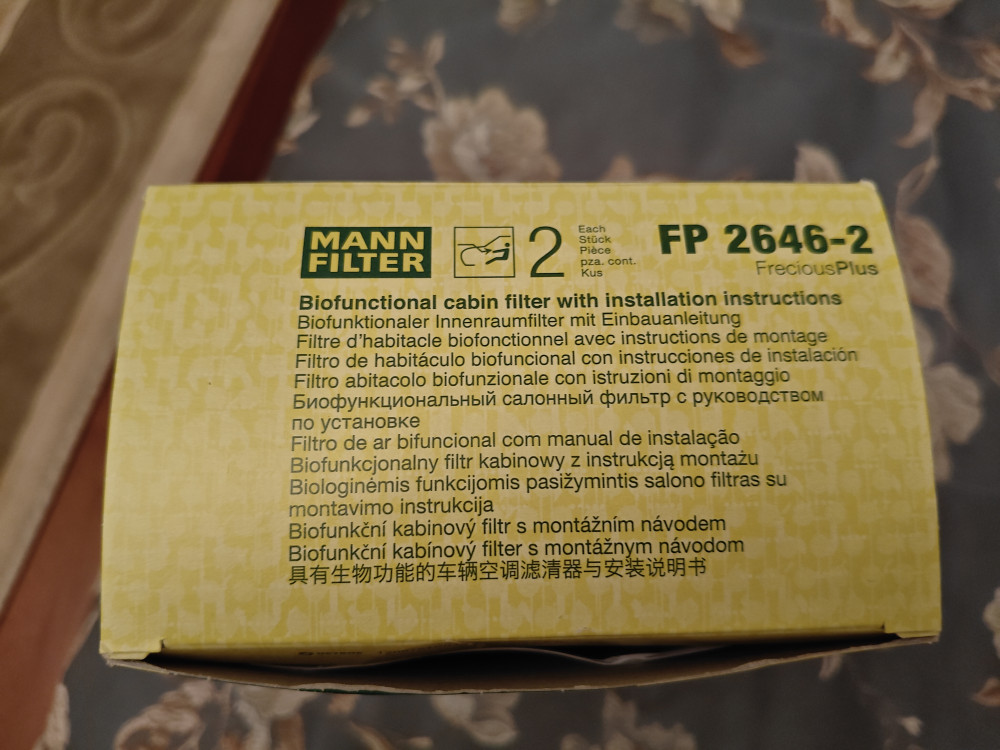 MANN
FILTER
2
Each
Stück
Pièce
pza. cont.
Kus
FP 2646-2
FreciousPlus
Biofunctional cabin filter with installation instructions
Biofunktionaler Innenraumfilter mit Einbauanleitung
Filtre d'habitacle biofonctionnel avec instructions de montage
Filtro de habitáculo biofuncional con instrucciones de instalación
Filtro abitacolo biofunzionale con istruzioni di montaggio
Биофункциональный салонный фильтр с руководством
по установке
Filtro de ar bifuncional com manual de instalação
Biofunkcjonalny filtr kabinowy z instrukcją montażu
Biologinėmis funkcijomis pasižymintis salono filtras su
montavimo instrukcija
Biofunkční kabinový filtr s montážním návodem
Biofunkčný kabínový filter s montážnym návodom
具有生物功能的车辆空调滤清器与安装说明书